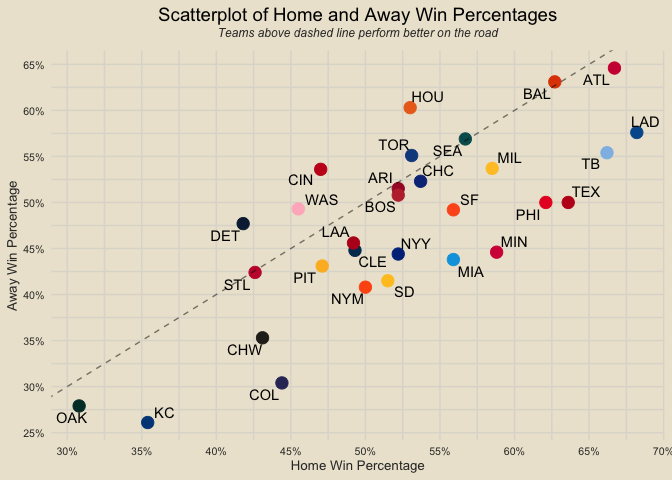 Scatterplot of Home and Away Win Percentages
Teams above dashed line perform better on the road
65%
60%
55%
50%
45%
40%
35%
30%
25%
Away Win Percentage
ATL
BAL
HOU
LAD
SEA
TOR
TB
MIL
CIN
CHC
ARI
TEX
BOS
WAS
SF
PHI
DET
LAA
NYY
MIN
CLE
MIA
PIT
STL
SD
NYM
CHW
COL
OAK
KC
30%
35%
40%
45%
50%
55%
60%
65%
70%
Home Win Percentage